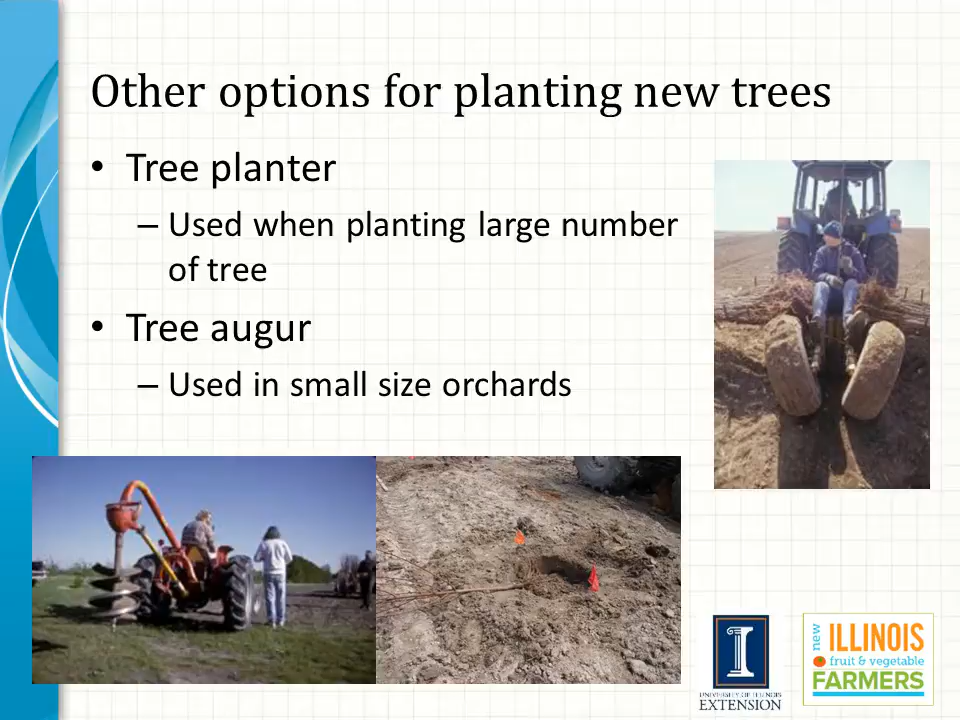 Other options for planting new trees
• Tree planter
– Used when planting large number
of tree
• Tree augur
– Used in small size orchards
I
UNIVERSITY OF ILLINOIS
EXTENSION
new
ILLINOIS
fruit & vegetable
FARMERS